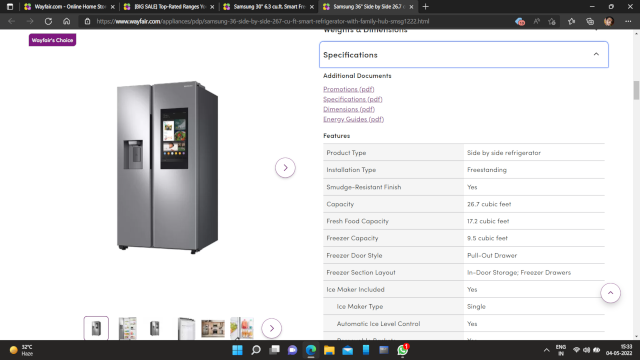 Wayfair.com - Online Home Stor
[BIG SALE] Top-Rated Ranges Yo
Samsung 30" 6.3 cu.ft. Smart Fre
Samsung 36" Side by Side 26.7 c
https://www.wayfair.com/appliances/pdp/samsung-36-side-by-side-267-cu-ft-smart-refrigerator-with-family-hub-smsg1222.html
Weights & Dimensions
Wayfair's Choice
Specifications
Additional Documents
Promotions (pdf)
Specifications (pdf)
Dimensions (pdf)
Energy Guides (pdf)
Features
Product Type Side by side refrigerator
Installation Type Freestanding
Smudge-Resistant Finish Yes
Capacity 26.7 cubic feet
Fresh Food Capacity 17.2 cubic feet
Freezer Capacity 9.5 cubic feet
Freezer Door Style Pull-Out Drawer
Freezer Section Layout In-Door Storage; Freezer Drawers
Ice Maker Included Yes
Ice Maker Type Single
Automatic Ice Level Control Yes
32°C
Haze
ENG
IN
15:33
04-05-2022